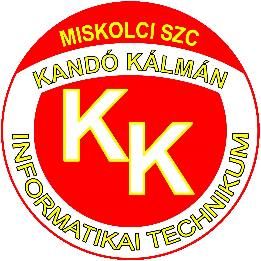 MISKOLCI SZC
KANDÓ KÁLMÁN
KK
INFORMATIKAI TECHNIKUM